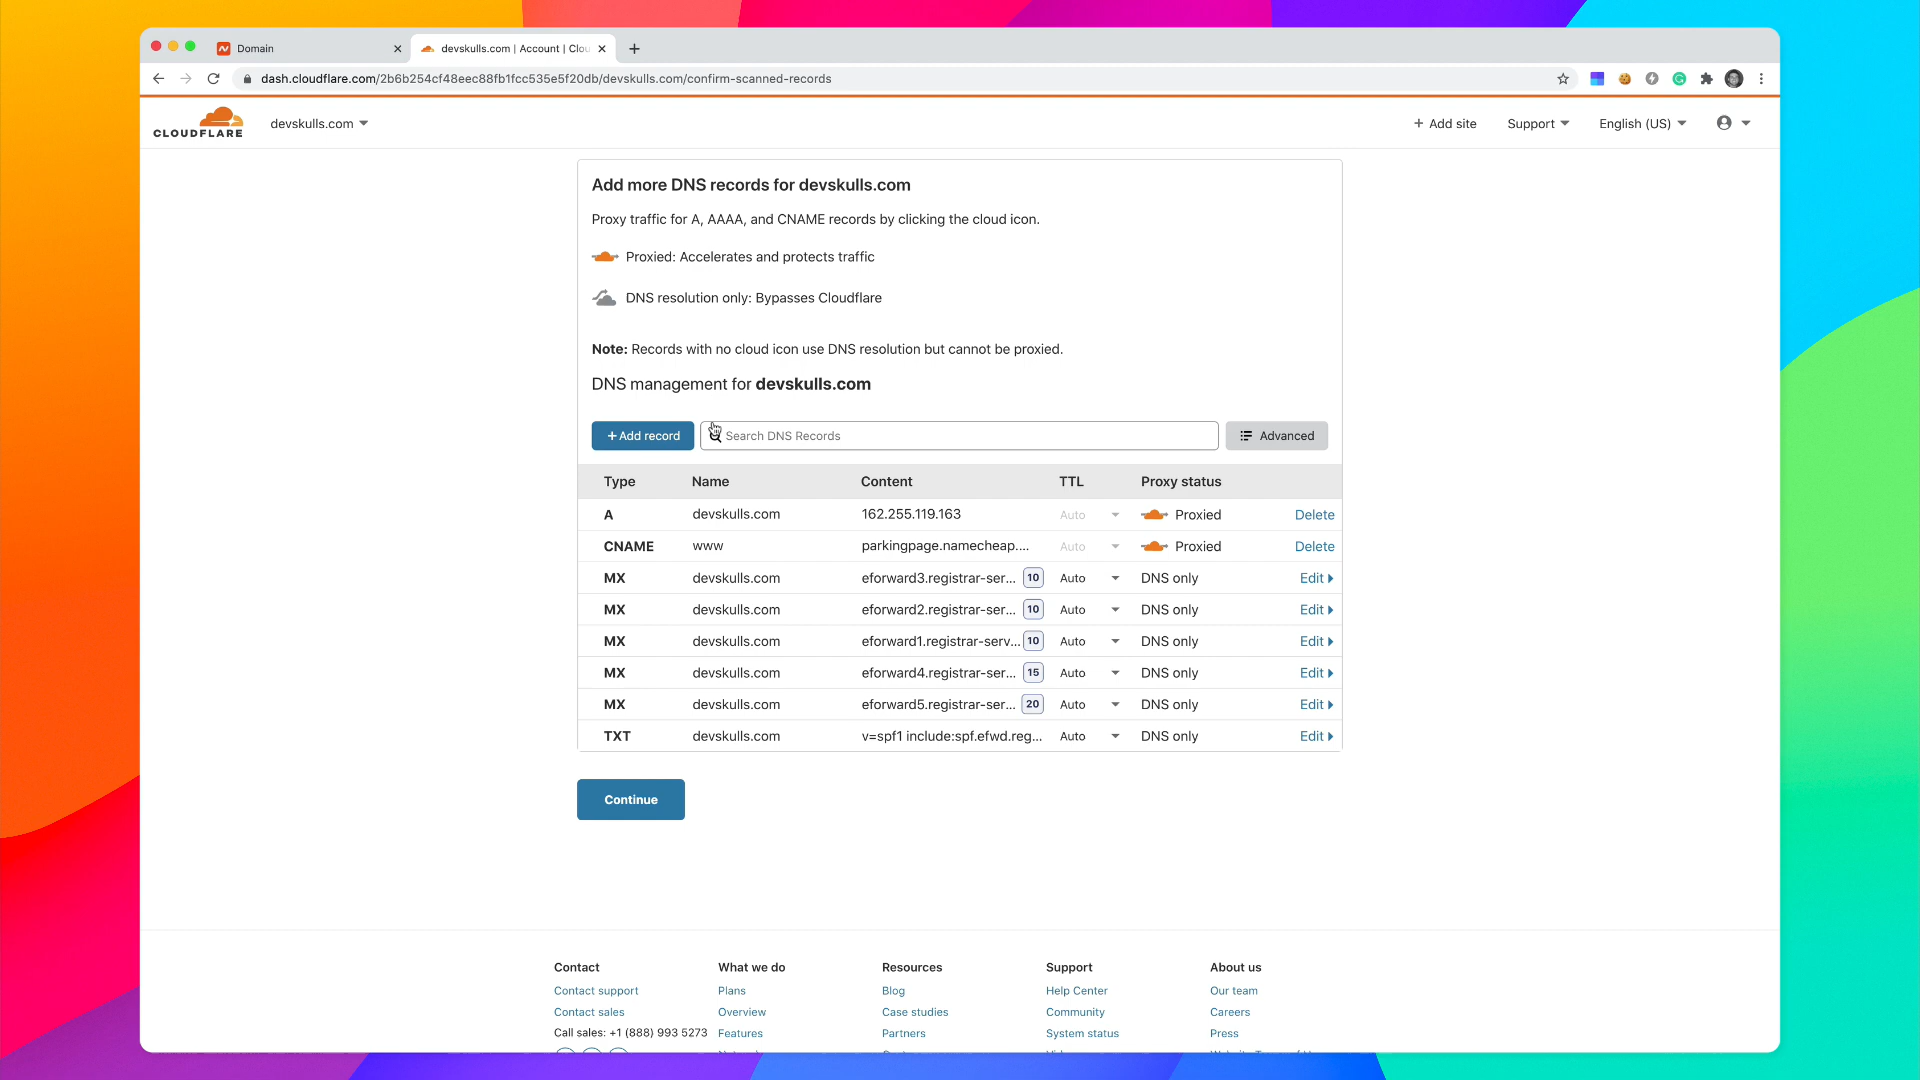 Domain
devskulls.com | Account | Clou
dash.cloudflare.com/2b6b254cf48eec88fb1fcc535e5f20db/devskulls.com/confirm-scanned-records
CLOUDFLARE
devskulls.com
+ Add site
Support
English (US)
Add more DNS records for devskulls.com
Proxy traffic for A, AAAA, and CNAME records by clicking the cloud icon.
Proxied: Accelerates and protects traffic
DNS resolution only: Bypasses Cloudflare
Note: Records with no cloud icon use DNS resolution but cannot be proxied.
DNS management for devskulls.com
+ Add record
Search DNS Records
Advanced
Type Name Content TTL Proxy status
A devskulls.com 162.255.119.163 Auto Proxied Delete
CNAME www parkingpage.namecheap.... Auto Proxied Delete
MX devskulls.com eforward3.registrar-ser... 10 Auto DNS only Edit
MX devskulls.com eforward2.registrar-ser... 10 Auto DNS only Edit
MX devskulls.com eforward1.registrar-serv... 10 Auto DNS only Edit
MX devskulls.com eforward4.registrar-ser... 15 Auto DNS only Edit
MX devskulls.com eforward5.registrar-ser... 20 Auto DNS only Edit
TXT devskulls.com v=spf1 include:spf.efwd.reg... Auto DNS only Edit
Continue
Contact What we do Resources Support About us
Contact support Plans Blog Help Center Our team
Contact sales Overview Case studies Community Careers
Call sales: +1 (888) 993 5273 Features Partners System status Press